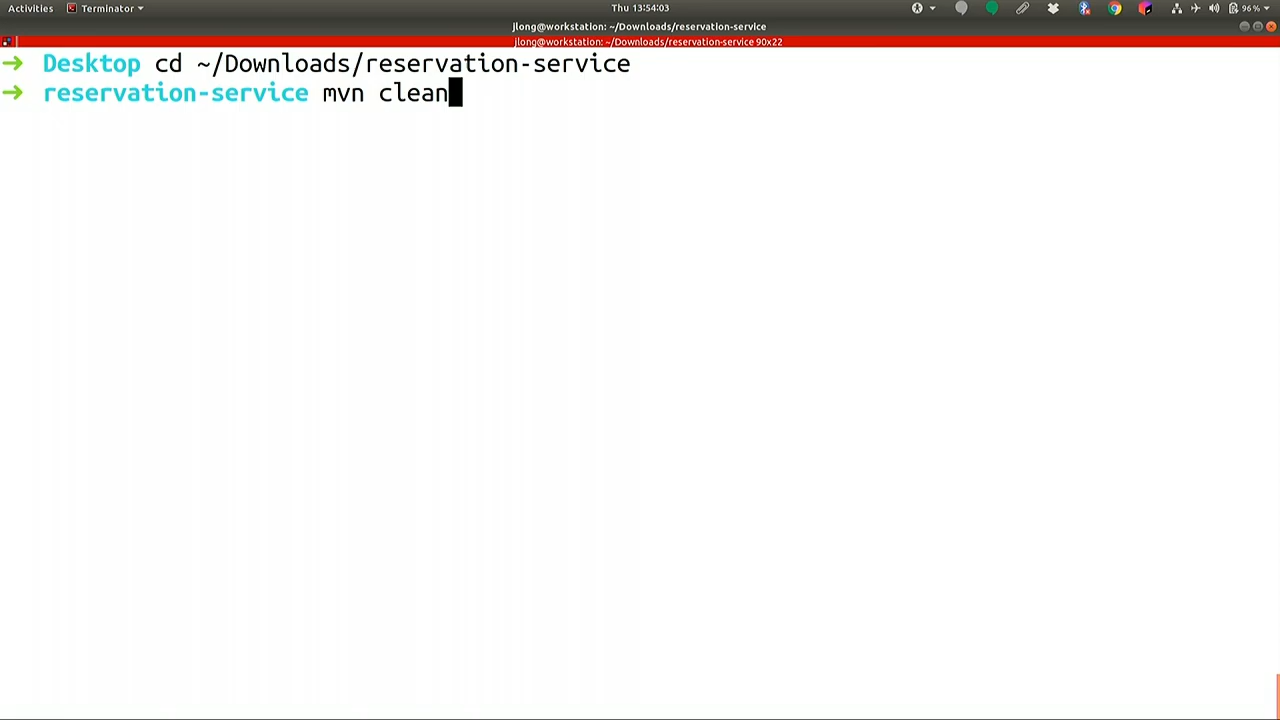 Activities Terminator Thu 13:54:03 96 %
jlong@workstation: ~/Downloads/reservation-service
jlong@workstation: ~/Downloads/reservation-service 90x22
➜ Desktop cd ~/Downloads/reservation-service
➜ reservation-service mvn clean